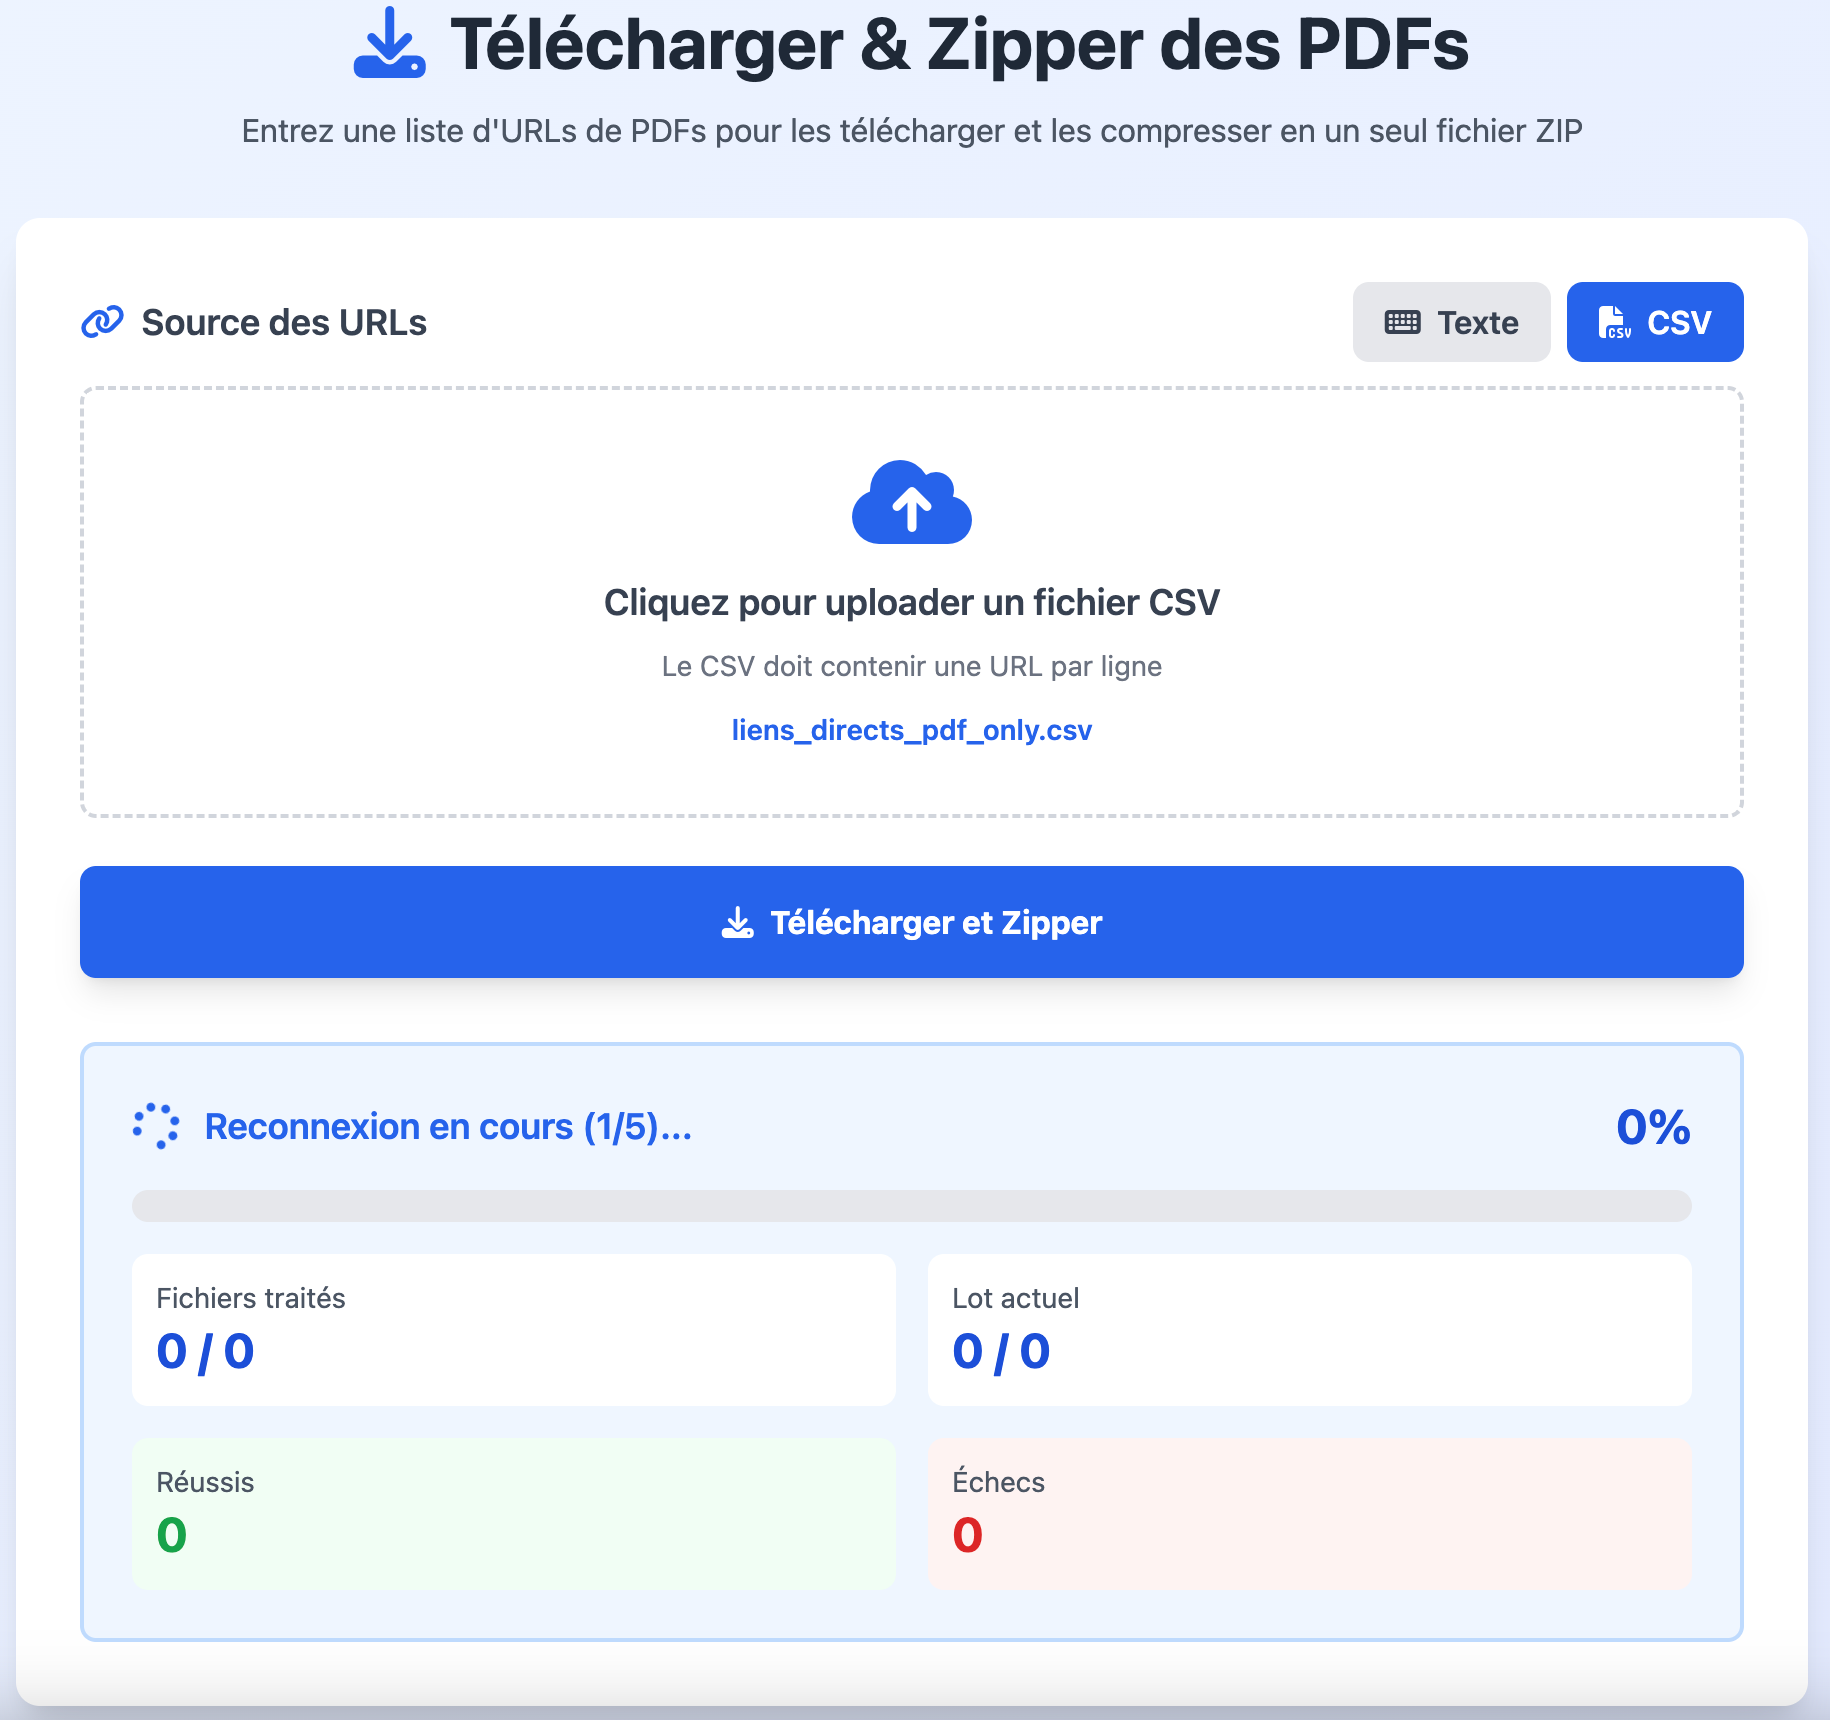 Télécharger & Zipper des PDFs
Entrez une liste d'URLs de PDFs pour les télécharger et les compresser en un seul fichier ZIP
Source des URLs
Texte
CSV
CSV
Cliquez pour uploader un fichier CSV
Le CSV doit contenir une URL par ligne
liens_directs_pdf_only.csv
Télécharger et Zipper
Reconnexion en cours (1/5)...
0%
Fichiers traités
0 / 0
Lot actuel
0 / 0
Réussis
0
Échecs
0